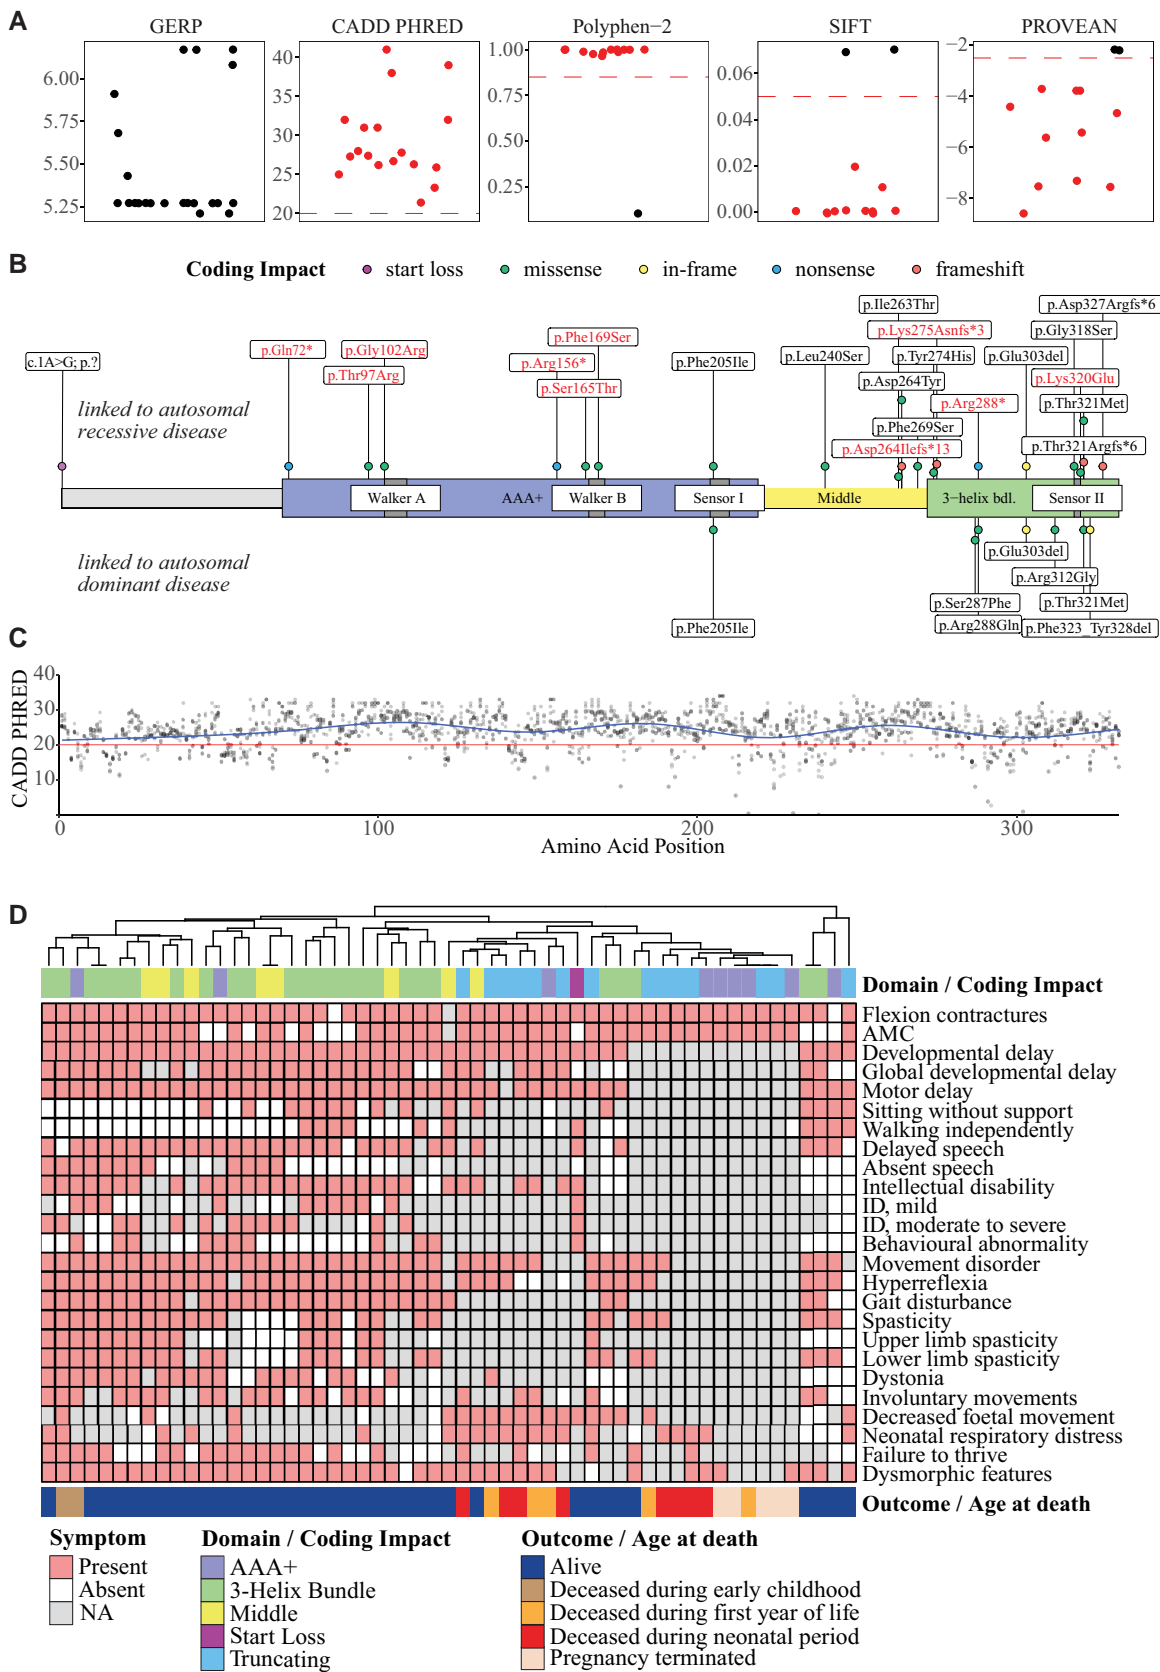 A
GERP
CADD PHRED
Polyphen−2
SIFT
PROVEAN
6.00
5.75
5.50
5.25
40
35
30
25
20
1.00
0.75
0.50
0.25
0.06
0.04
0.02
0.00
−2
−4
−6
−8
B
Coding Impact
start loss
missense
in−frame
nonsense
frameshift
p.Ile263Thr
p.Asp327Argfs*6
p.Lys275Asnfs*3
p.Gly318Ser
p.Phe169Ser
p.Gln72*
p.Gly102Arg
c.1A>G; p.?
p.Arg156*
p.Phe205Ile
p.Leu240Ser
p.Tyr274His
p.Glu303del
p.Thr97Arg
p.Ser165Thr
p.Asp264Tyr
p.Lys320Glu
p.Arg288*
p.Thr321Met
p.Phe269Ser
p.Asp264Ilefs*13
p.Thr321Argfs*6
linked to autosomal
recessive disease
Walker A
AAA+
Walker B
Sensor I
Middle
3−helix bdl.
Sensor II
linked to autosomal
dominant disease
p.Glu303del
p.Arg312Gly
p.Ser287Phe
p.Thr321Met
p.Phe205Ile
p.Arg288Gln
p.Phe323_Tyr328del
C
CADD PHRED
40
30
20
10
0
100
200
300
Amino Acid Position
D
Domain / Coding Impact
Flexion contractures
AMC
Developmental delay
Global developmental delay
Motor delay
Sitting without support
Walking independently
Delayed speech
Absent speech
Intellectual disability
ID, mild
ID, moderate to severe
Behavioural abnormality
Movement disorder
Hyperreflexia
Gait disturbance
Spasticity
Upper limb spasticity
Lower limb spasticity
Dystonia
Involuntary movements
Decreased foetal movement
Neonatal respiratory distress
Failure to thrive
Dysmorphic features
Outcome / Age at death
Symptom
Present
Absent
NA
Domain / Coding Impact
AAA+
3-Helix Bundle
Middle
Start Loss
Truncating
Outcome / Age at death
Alive
Deceased during early childhood
Deceased during first year of life
Deceased during neonatal period
Pregnancy terminated